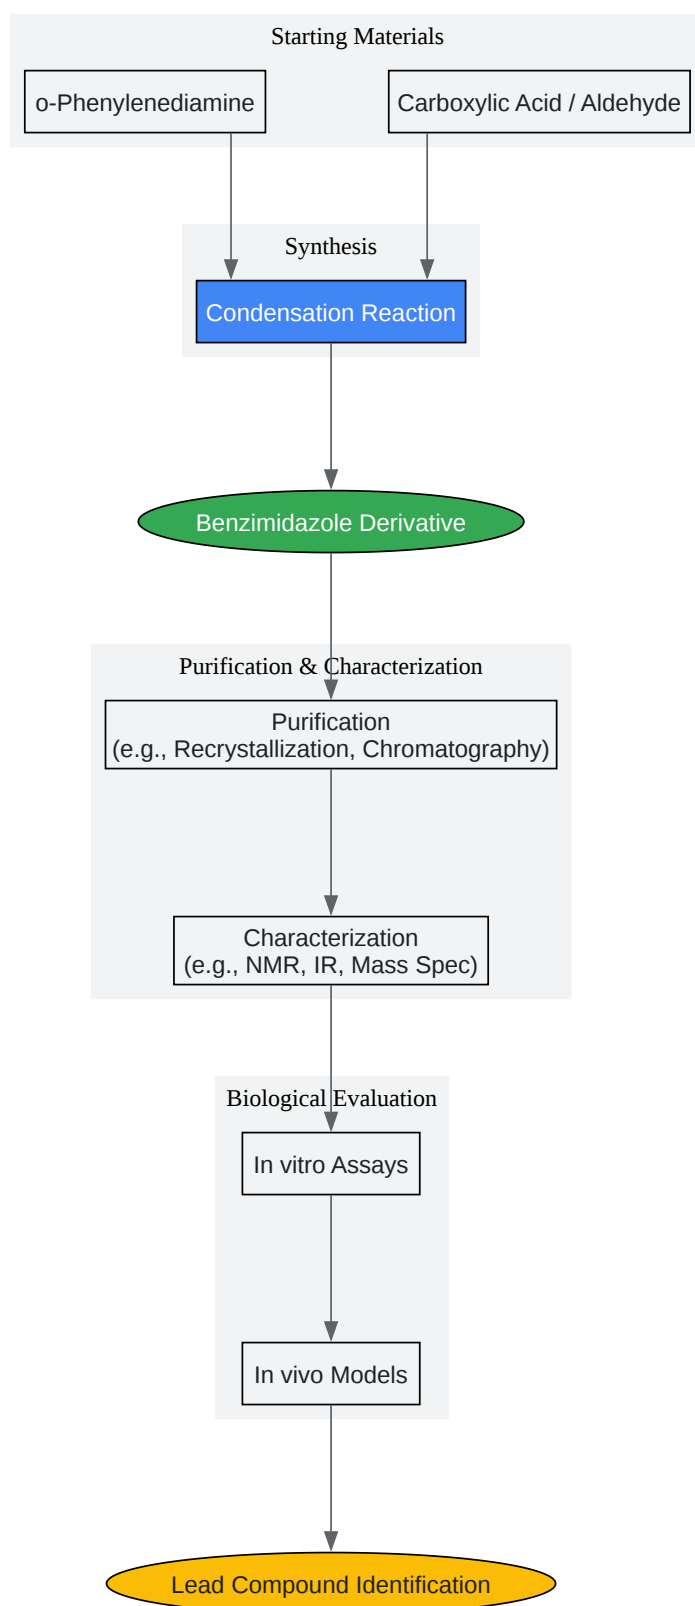 Starting Materials
o-Phenylenediamine
Carboxylic Acid / Aldehyde
Synthesis
Condensation Reaction
Benzimidazole Derivative
Purification & Characterization
Purification
(e.g., Recrystallization, Chromatography)
Characterization
(e.g., NMR, IR, Mass Spec)
Biological Evaluation
In vitro Assays
In vivo Models
Lead Compound Identification